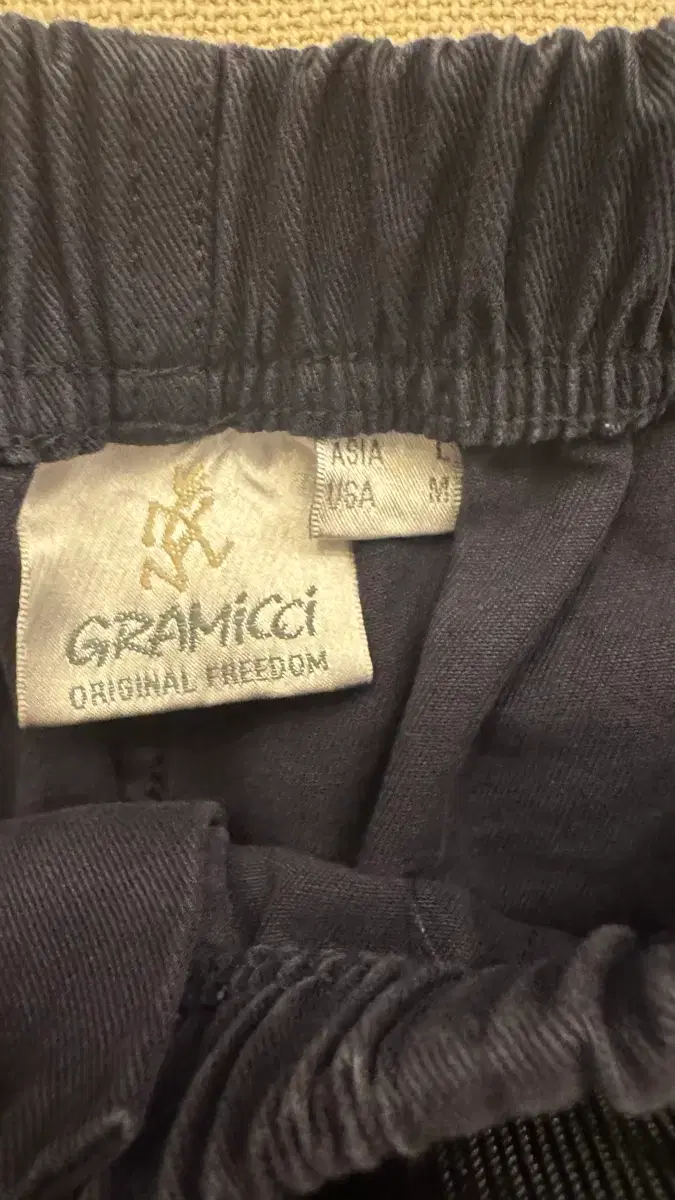 ASIA L
USA M
GRAMiCCi
ORIGINAL FREEDOM